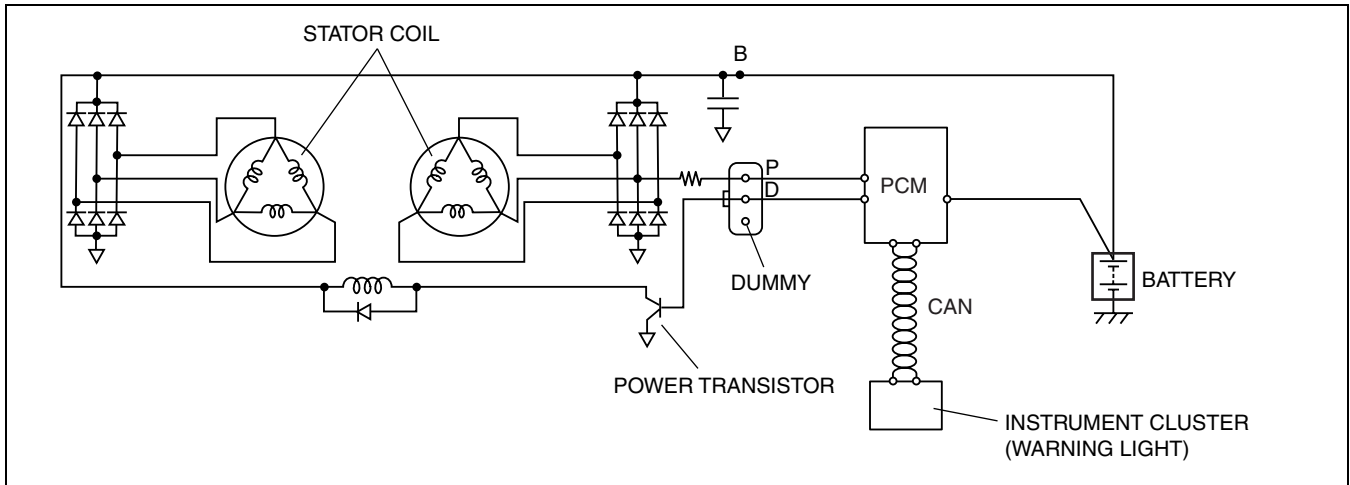 STATOR COIL
B
P
D
PCM
DUMMY
BATTERY
CAN
POWER TRANSISTOR
INSTRUMENT CLUSTER
(WARNING LIGHT)